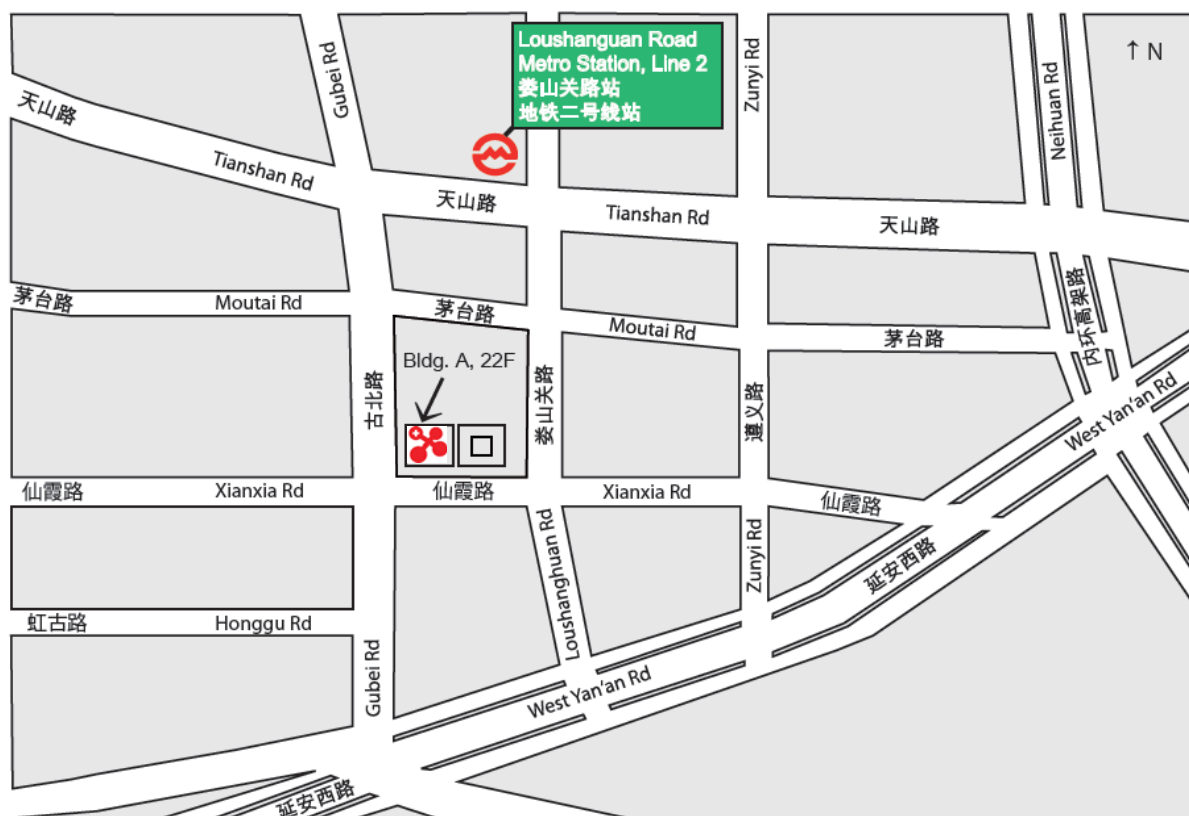 Loushanguan Road
Metro Station, Line 2
娄山关路站
地铁二号线站
↑ N
Gubei Rd
Zunyi Rd
Neihuan Rd
天山路
Tianshan Rd
天山路
Tianshan Rd
天山路
茅台路
Moutai Rd
茅台路
Moutai Rd
茅台路
内环高架路
Bldg. A, 22F
古北路
娄山关路
遵义路
West Yan'an Rd
仙霞路
Xianxia Rd
仙霞路
Xianxia Rd
仙霞路
Loushanghuan Rd
Zunyi Rd
延安西路
虹古路
Honggu Rd
Gubei Rd
West Yan'an Rd
延安西路